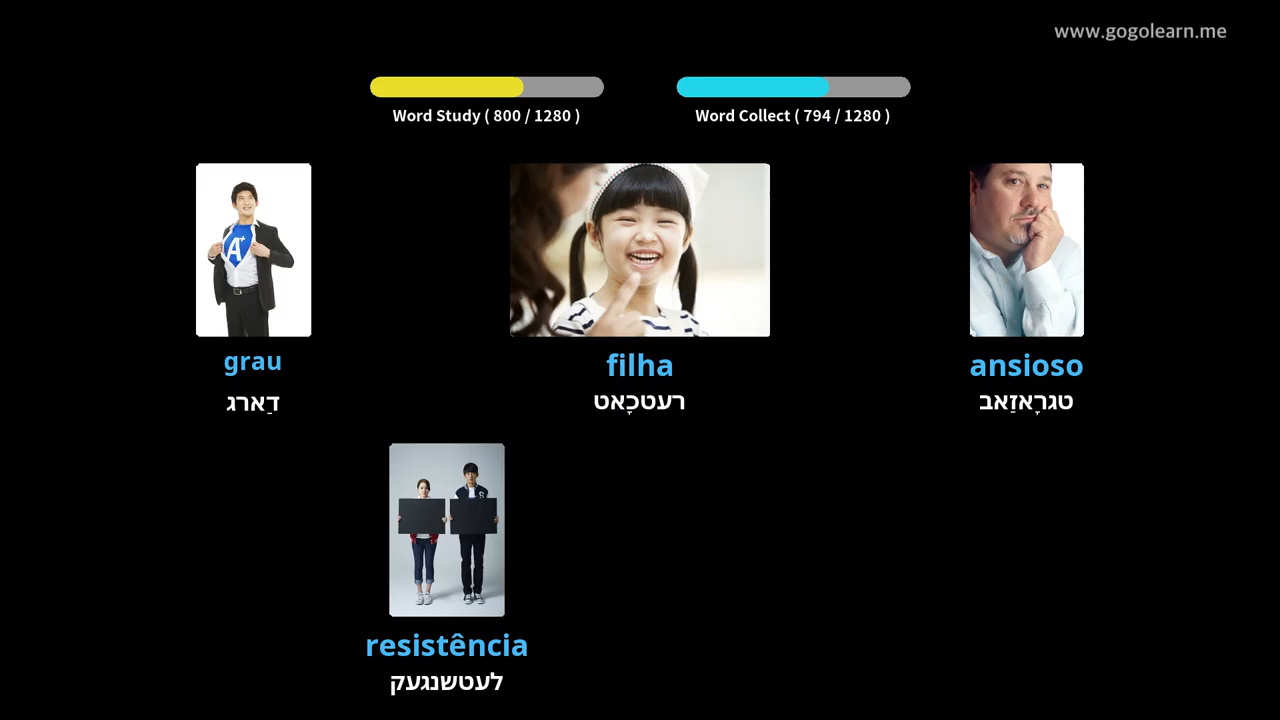 www.gogolearn.me
Word Study ( 800 / 1280 )
Word Collect ( 794 / 1280 )
grau
דַארג
filha
רעטכָאט
ansioso
טגרָאזַאב
resistência
לעטשנגעק